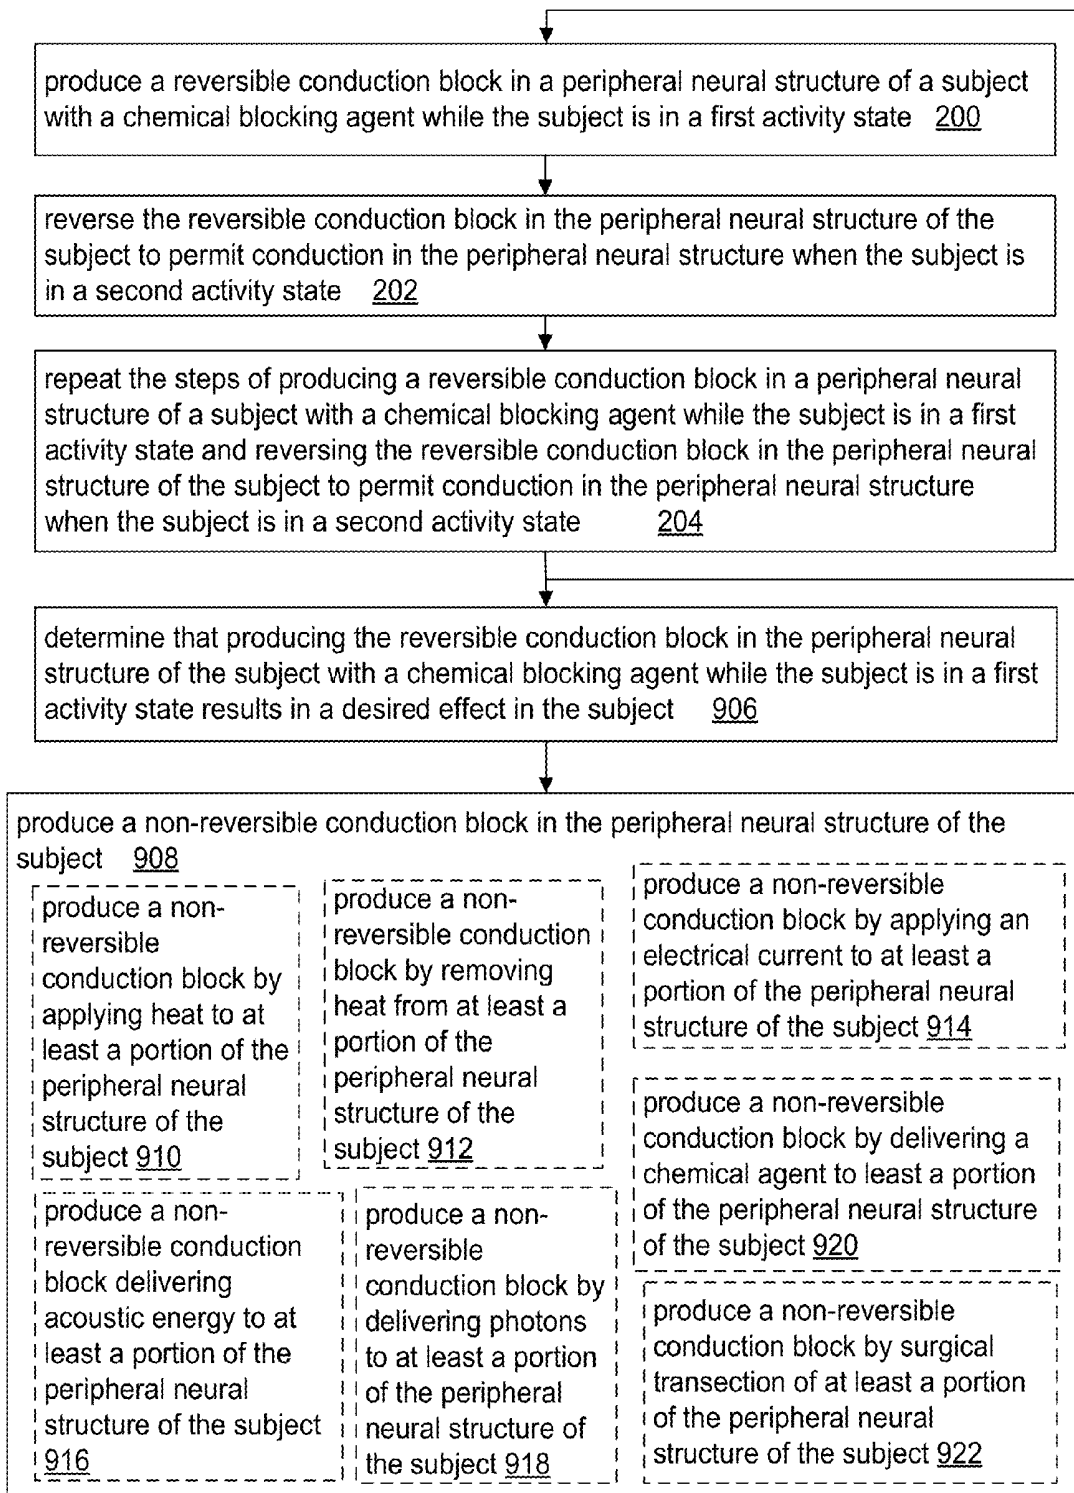 produce a reversible conduction block in a peripheral neural structure of a subject
with a chemical blocking agent while the subject is in a first activity state 200
reverse the reversible conduction block in the peripheral neural structure of the
subject to permit conduction in the peripheral neural structure when the subject is
in a second activity state 202
repeat the steps of producing a reversible conduction block in a peripheral neural
structure of a subject with a chemical blocking agent while the subject is in a first
activity state and reversing the reversible conduction block in the peripheral neural
structure of the subject to permit conduction in the peripheral neural structure
when the subject is in a second activity state 204
determine that producing the reversible conduction block in the peripheral neural
structure of the subject with a chemical blocking agent while the subject is in a first
activity state results in a desired effect in the subject 906
produce a non-reversible conduction block in the peripheral neural structure of the
subject 908
produce a non-
reversible
conduction block by
applying heat to at
least a portion of the
peripheral neural
structure of the
subject 910
produce a non-
reversible conduction
block by removing
heat from at least a
portion of the
peripheral neural
structure of the
subject 912
produce a non-reversible
conduction block by applying an
electrical current to at least a
portion of the peripheral neural
structure of the subject 914
produce a non-
reversible conduction
block delivering
acoustic energy to at
least a portion of the
peripheral neural
structure of the subject
916
produce a non-
reversible
conduction block by
delivering photons
to at least a portion
of the peripheral
neural structure of
the subject 918
produce a non-reversible
conduction block by delivering a
chemical agent to least a portion
of the peripheral neural structure
of the subject 920
produce a non-reversible
conduction block by surgical
transection of at least a portion
of the peripheral neural
structure of the subject 922